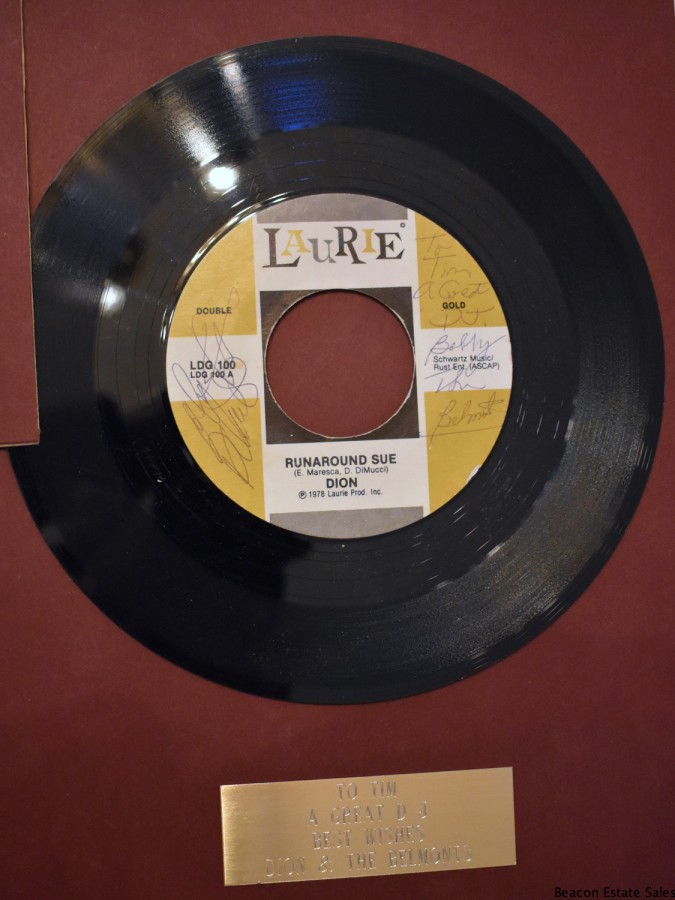 LAURIE
DOUBLE
GOLD
LDG 100
LDG 100 A
Schwartz Music/
Rust Ent. (ASCAP)
To
Tim
A Great
D.J.
Bobby
The
Belmont
RUNAROUND SUE
(E. Maresca, D. DiMucci)
DION
℗ 1978 Laurie Prod. Inc.
TO TIM
A GREAT D J
BEST WISHES
DION & THE BELMONTS
Beacon Estate Sales